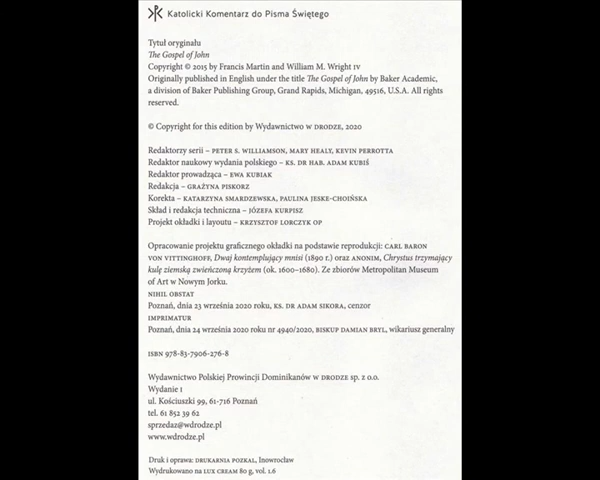 Katolicki Komentarz do Pisma Świętego
Tytuł oryginału
The Gospel of John
Copyright © 2015 by Francis Martin and William M. Wright IV
Originally published in English under the title The Gospel of John by Baker Academic,
a division of Baker Publishing Group, Grand Rapids, Michigan, 49516, U.S.A. All rights
reserved.
© Copyright for this edition by Wydawnictwo W DRODZE, 2020
Redaktorzy serii – PETER S. WILLIAMSON, MARY HEALY, KEVIN PERROTTA
Redaktor naukowy wydania polskiego – KS. DR HAB. ADAM KUBIŚ
Redaktor prowadząca – EWA KUBIAK
Redakcja – GRAŻYNA PISKORZ
Korekta – KATARZYNA SMARDZEWSKA, PAULINA JESKE-CHOIŃSKA
Skład i redakcja techniczna – JÓZEFA KURPISZ
Projekt okładki i layoutu – KRZYSZTOF LORCZYK OP
Opracowanie projektu graficznego okładki na podstawie reprodukcji: CARL BARON
VON VITTINGHOFF, Dwaj kontemplujący mnisi (1890 r.) oraz ANONIM, Chrystus trzymający
kulę ziemską zwieńczoną krzyżem (ok. 1600–1680). Ze zbiorów Metropolitan Museum
of Art w Nowym Jorku.
NIHIL OBSTAT
Poznań, dnia 23 września 2020 roku, KS. DR ADAM SIKORA, cenzor
IMPRIMATUR
Poznań, dnia 24 września 2020 roku nr 4940/2020, BISKUP DAMIAN BRYL, wikariusz generalny
ISBN 978-83-7906-276-8
Wydawnictwo Polskiej Prowincji Dominikanów W DRODZE sp. z o.o.
Wydanie I
ul. Kościuszki 99, 61-716 Poznań
tel. 61 852 39 62
sprzedaz@wdrodze.pl
www.wdrodze.pl
Druk i oprawa: DRUKARNIA POZKAL, Inowrocław
Wydrukowano na LUX CREAM 80 g, vol. 1.6